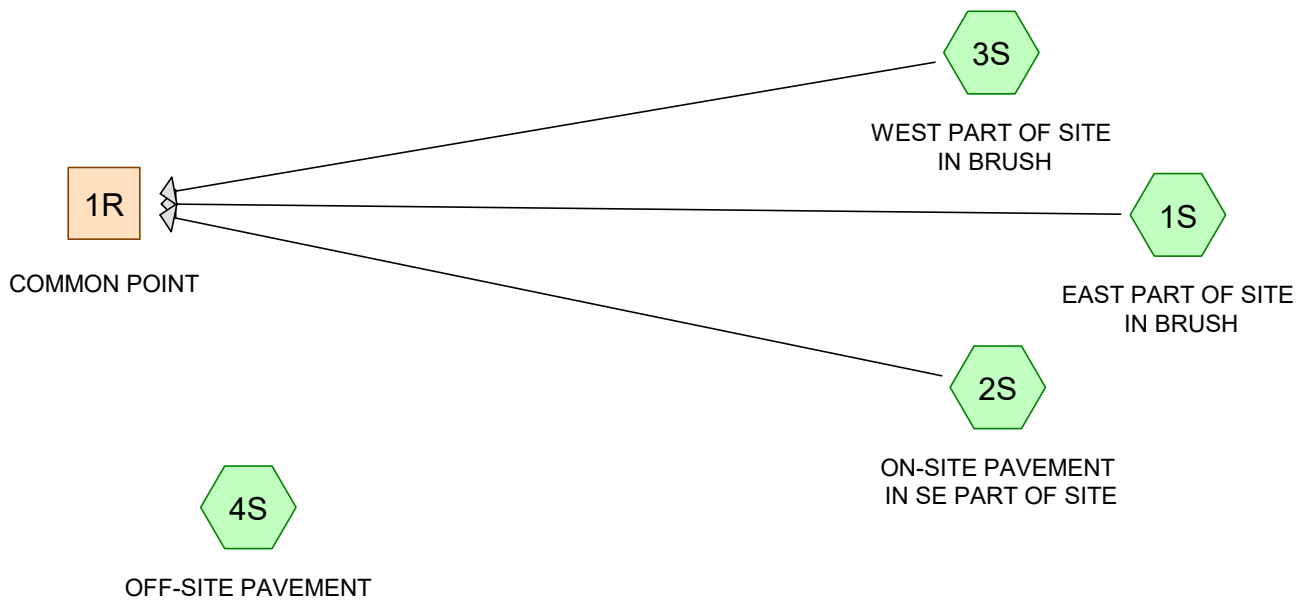 3S
WEST PART OF SITE
IN BRUSH
1R
COMMON POINT
1S
EAST PART OF SITE
IN BRUSH
2S
ON-SITE PAVEMENT
IN SE PART OF SITE
4S
OFF-SITE PAVEMENT